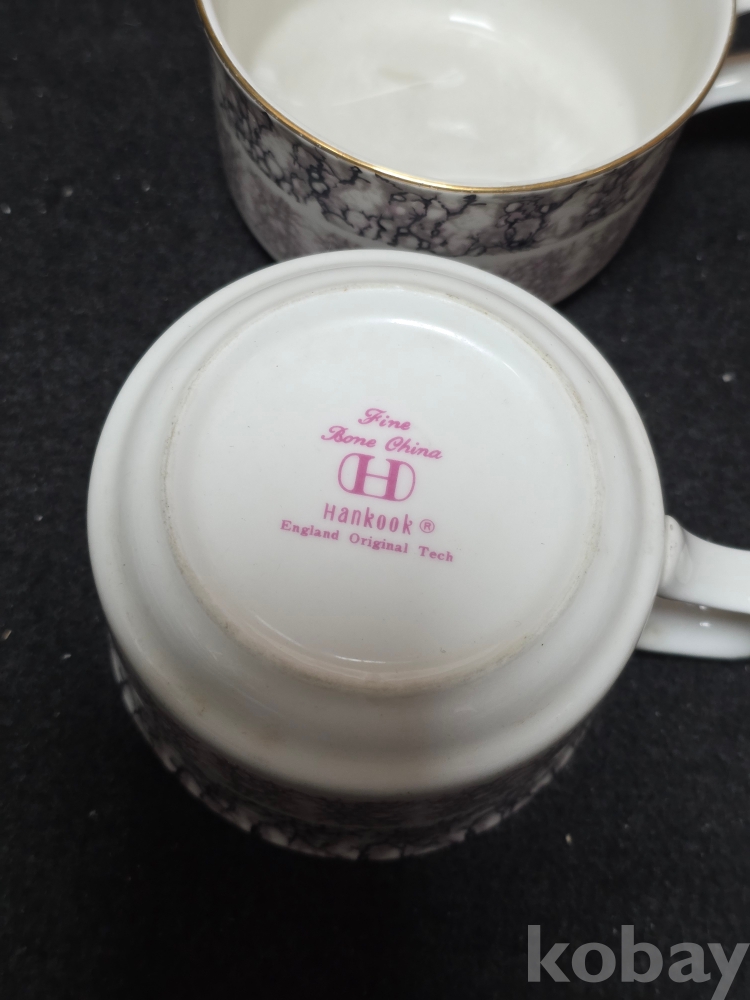 Fine
Bone China
H
Hankook®
England Original Tech
kobay